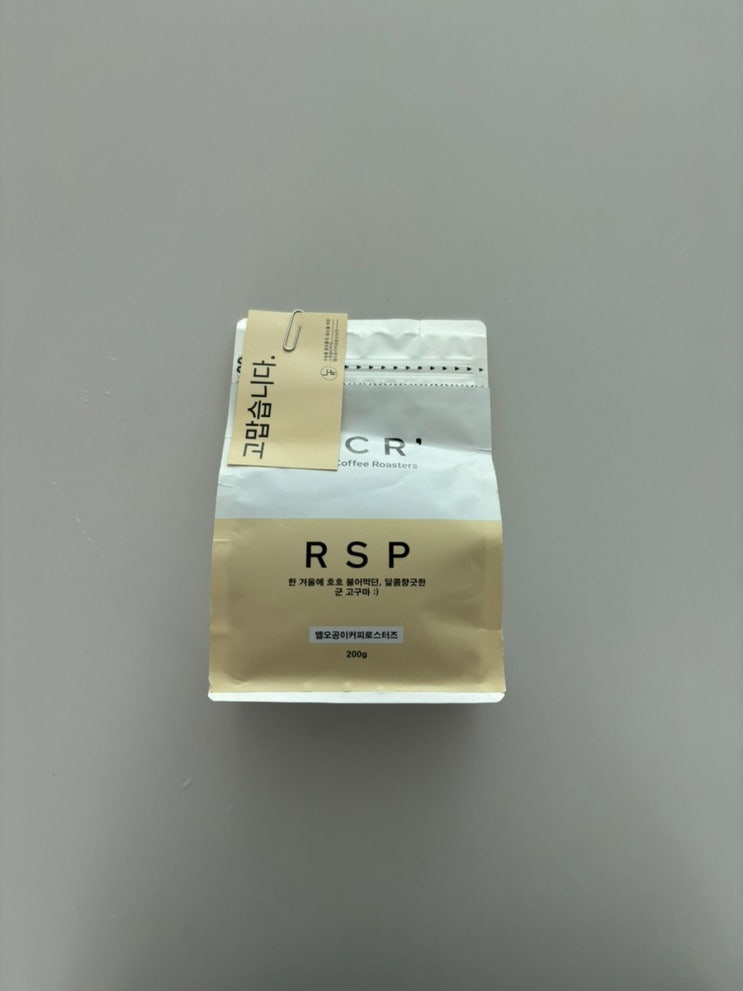 고맙습니다.
CR'
Coffee Roasters
RSP
한 겨울에 호호 불어먹던, 달콤향긋한
군 고구마 :)
엘오공이커피로스터즈
200g